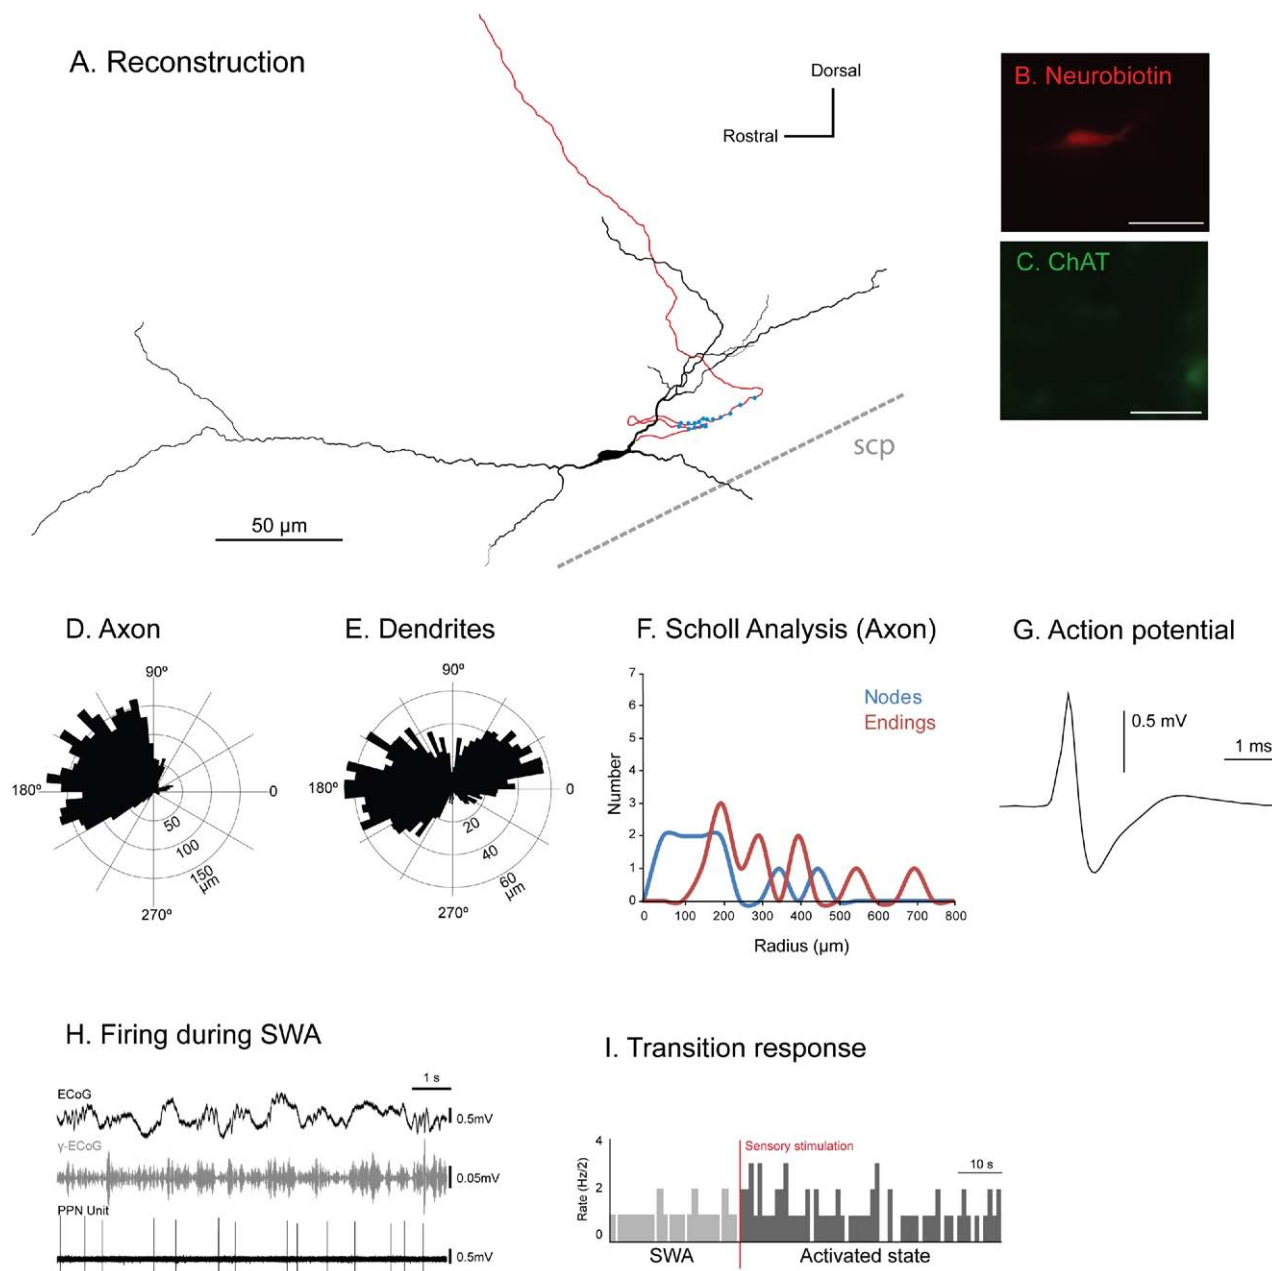 A. Reconstruction
Dorsal
Rostral
B. Neurobiotin
C. ChAT
scp
50 µm
D. Axon
90º
180º
0
50
100
150
µm
270º
E. Dendrites
90º
180º
0
20
40
60
µm
270º
F. Scholl Analysis (Axon)
7
6
5
4
3
2
1
0
Number
Nodes
Endings
0 100 200 300 400 500 600 700 800
Radius (µm)
G. Action potential
0.5 mV
1 ms
H. Firing during SWA
1 s
ECoG
0.5mV
γ-ECoG
0.05mV
PPN Unit
0.5mV
I. Transition response
4
2
0
Rate (Hz/2)
Sensory stimulation
10 s
SWA
Activated state